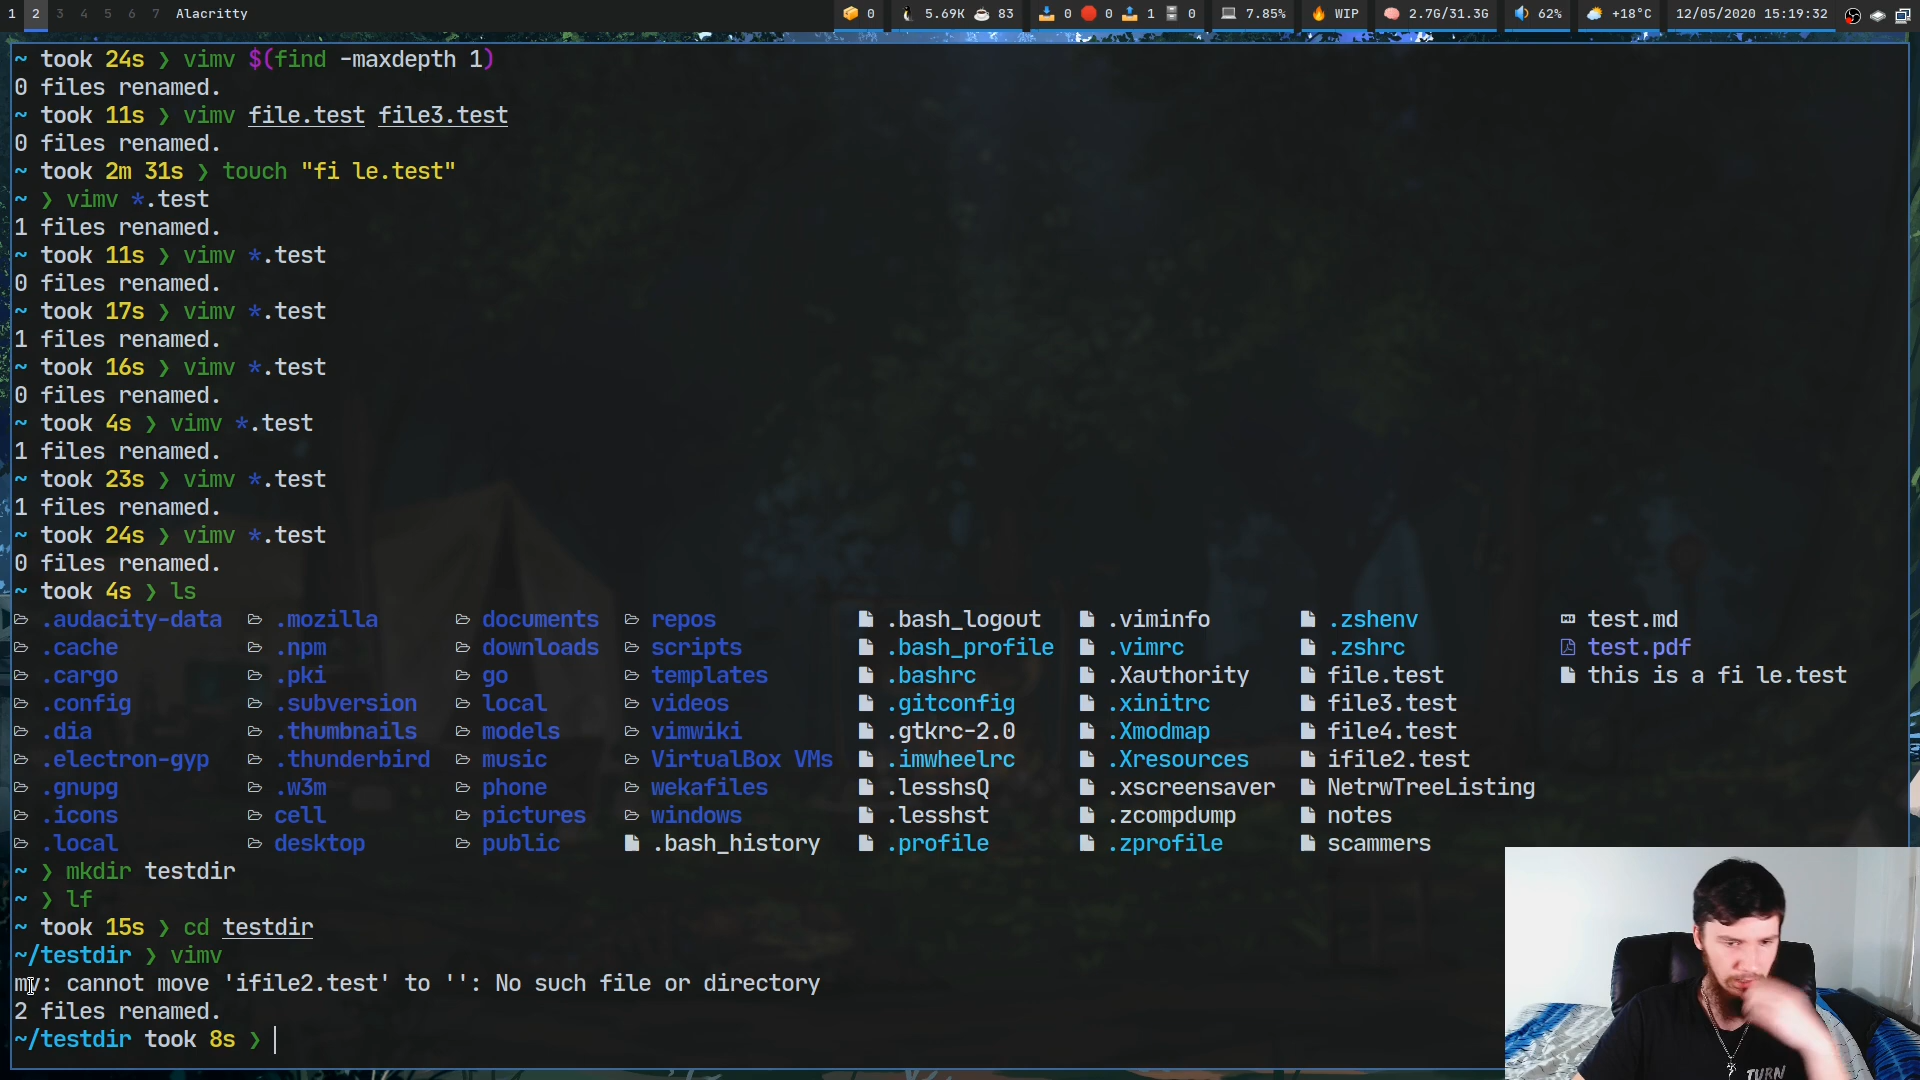 1 2 3 4 5 6 7 Alacritty 0 5.69K 83 0 0 1 0 7.85% WIP 2.7G/31.3G 62% +18°C 12/05/2020 15:19:32
~ took 24s ❯ vimv $(find -maxdepth 1)
0 files renamed.
~ took 11s ❯ vimv file.test file3.test
0 files renamed.
~ took 2m 31s ❯ touch "fi le.test"
~ ❯ vimv *.test
1 files renamed.
~ took 11s ❯ vimv *.test
0 files renamed.
~ took 17s ❯ vimv *.test
1 files renamed.
~ took 16s ❯ vimv *.test
0 files renamed.
~ took 4s ❯ vimv *.test
1 files renamed.
~ took 23s ❯ vimv *.test
1 files renamed.
~ took 24s ❯ vimv *.test
0 files renamed.
~ took 4s ❯ ls
.audacity-data .mozilla documents repos .bash_logout .viminfo .zshenv test.md
.cache .npm downloads scripts .bash_profile .vimrc .zshrc test.pdf
.cargo .pki go templates .bashrc .Xauthority file.test this is a fi le.test
.config .subversion local videos .gitconfig .xinitrc file3.test
.dia .thumbnails models vimwiki .gtkrc-2.0 .Xmodmap file4.test
.electron-gyp .thunderbird music VirtualBox VMs .imwheelrc .Xresources ifile2.test
.gnupg .w3m phone wekafiles .lesshsQ .xscreensaver NetrwTreeListing
.icons cell pictures windows .lesshst .zcompdump notes
.local desktop public .bash_history .profile .zprofile scammers
~ ❯ mkdir testdir
~ ❯ lf
~ took 15s ❯ cd testdir
~/testdir ❯ vimv
mv: cannot move 'ifile2.test' to '': No such file or directory
2 files renamed.
~/testdir took 8s ❯
TURN